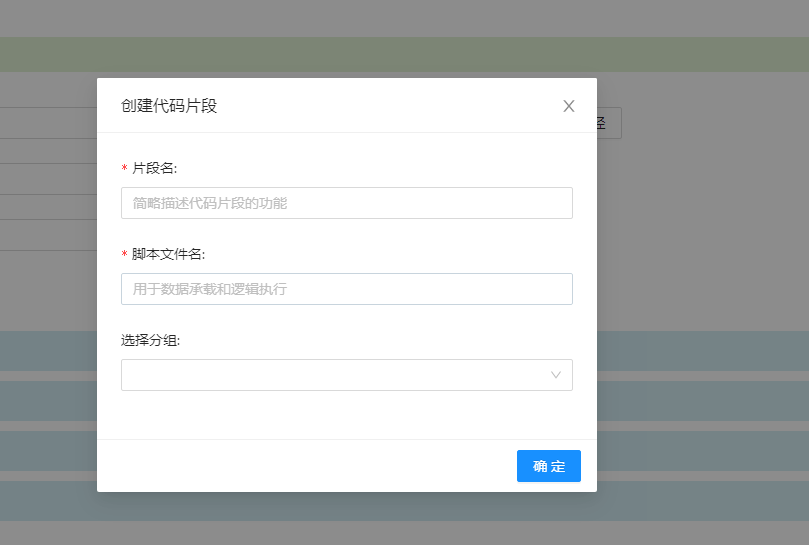 创建代码片段
径
* 片段名:
简略描述代码片段的功能
* 脚本文件名:
用于数据承载和逻辑执行
选择分组:
确 定